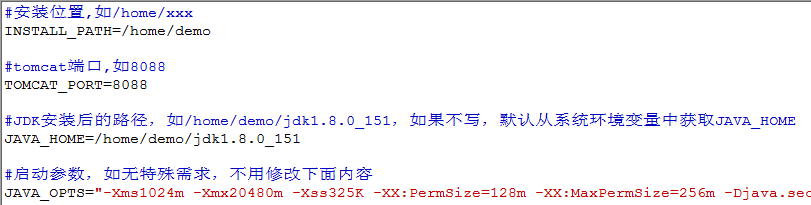 #安装位置,如/home/xxx
INSTALL_PATH=/home/demo
#tomcat端口,如8088
TOMCAT_PORT=8088
#JDK安装后的路径，如/home/demo/jdk1.8.0_151，如果不写，默认从系统环境变量中获取JAVA_HOME
JAVA_HOME=/home/demo/jdk1.8.0_151
#启动参数，如无特殊需求，不用修改下面内容
JAVA_OPTS="-Xms1024m -Xmx20480m -Xss325K -XX:PermSize=128m -XX:MaxPermSize=256m -Djava.sec